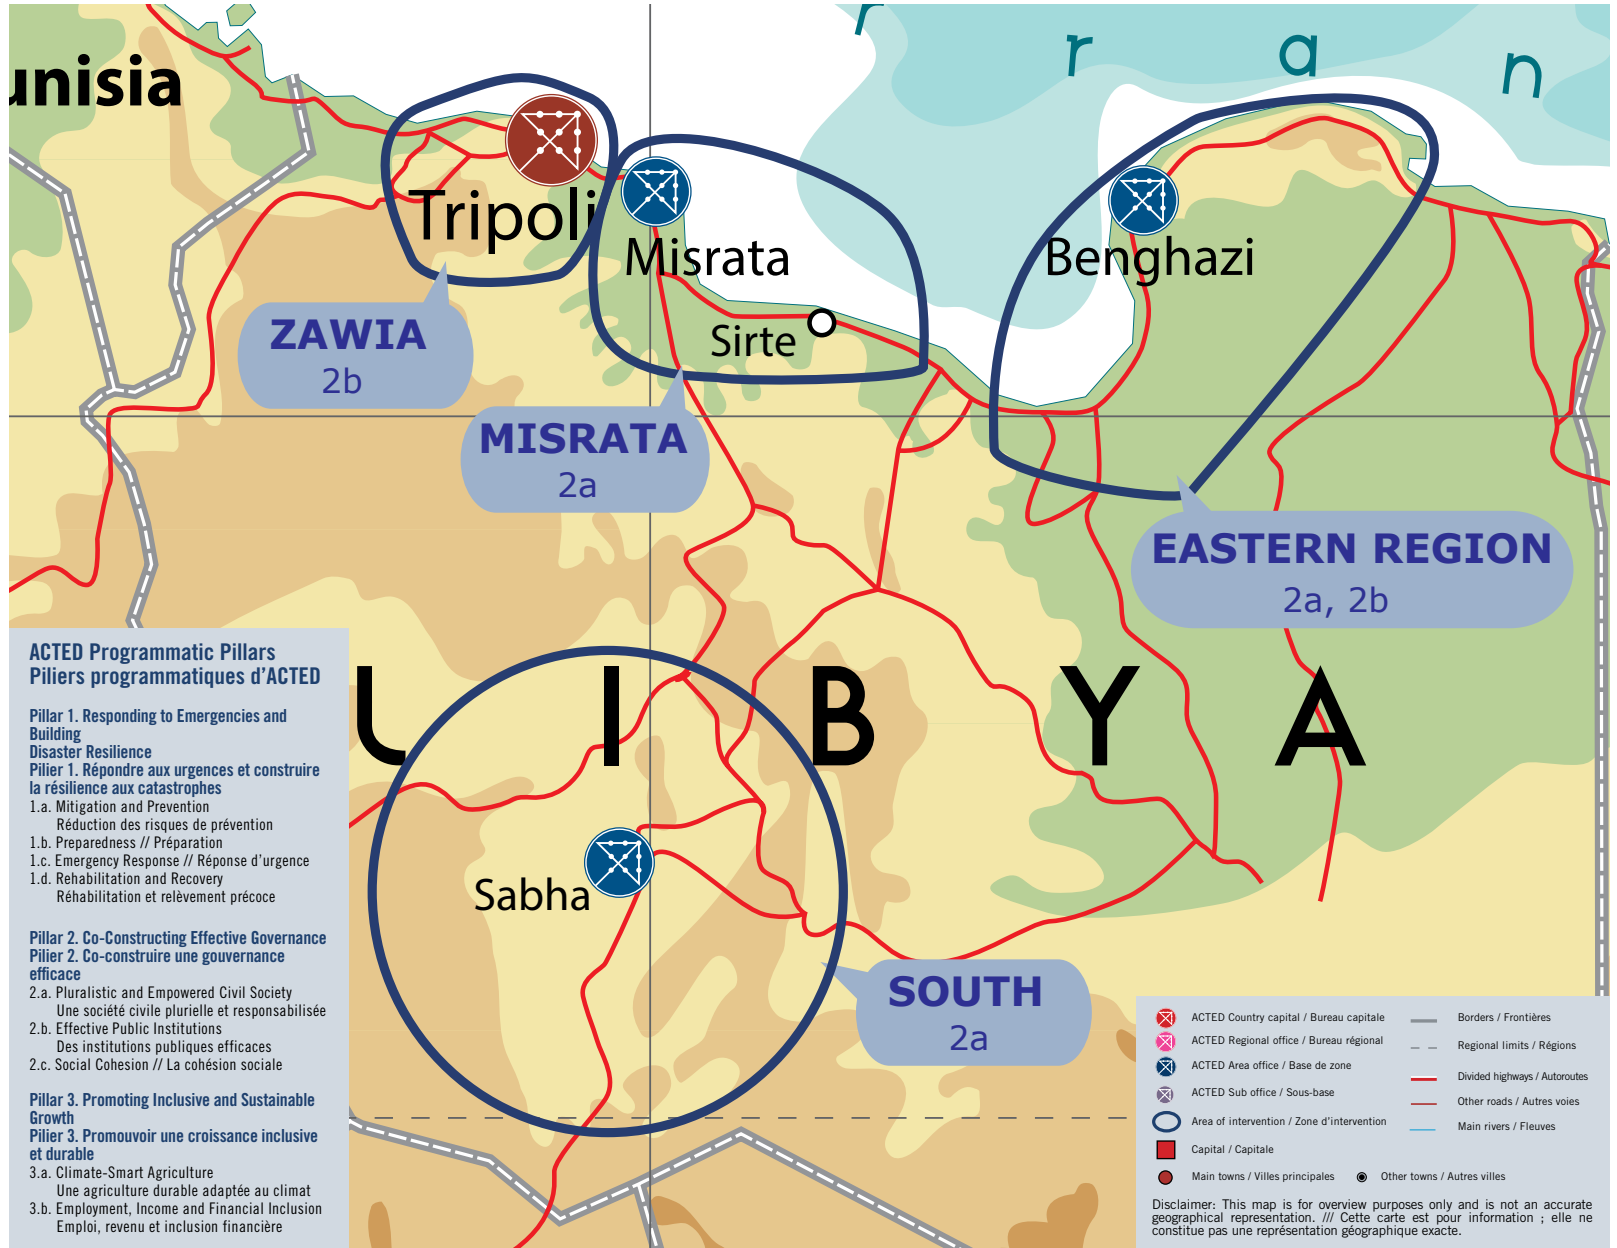 r
r a n
unisia
Tripoli
Misrata
Benghazi
Sirte
ZAWIA
2b
MISRATA
2a
EASTERN REGION
2a, 2b
L I B Y A
Sabha
SOUTH
2a
ACTED Programmatic Pillars
Piliers programmatiques d'ACTED
Pillar 1. Responding to Emergencies and
Building
Disaster Resilience
Pilier 1. Répondre aux urgences et construire
la résilience aux catastrophes
1.a. Mitigation and Prevention
Réduction des risques de prévention
1.b. Preparedness // Préparation
1.c. Emergency Response // Réponse d'urgence
1.d. Rehabilitation and Recovery
Réhabilitation et relèvement précoce
Pillar 2. Co-Constructing Effective Governance
Pilier 2. Co-construire une gouvernance
efficace
2.a. Pluralistic and Empowered Civil Society
Une société civile plurielle et responsabilisée
2.b. Effective Public Institutions
Des institutions publiques efficaces
2.c. Social Cohesion // La cohésion sociale
Pillar 3. Promoting Inclusive and Sustainable
Growth
Pilier 3. Promouvoir une croissance inclusive
et durable
3.a. Climate-Smart Agriculture
Une agriculture durable adaptée au climat
3.b. Employment, Income and Financial Inclusion
Emploi, revenu et inclusion financière
ACTED Country capital / Bureau capitale
ACTED Regional office / Bureau régional
ACTED Area office / Base de zone
ACTED Sub office / Sous-base
Area of intervention / Zone d'intervention
Capital / Capitale
Main towns / Villes principales
Other towns / Autres villes
Borders / Frontières
Regional limits / Régions
Divided highways / Autoroutes
Other roads / Autres voies
Main rivers / Fleuves
Disclaimer: This map is for overview purposes only and is not an accurate
geographical representation. /// Cette carte est pour information ; elle ne
constitue pas une représentation géographique exacte.